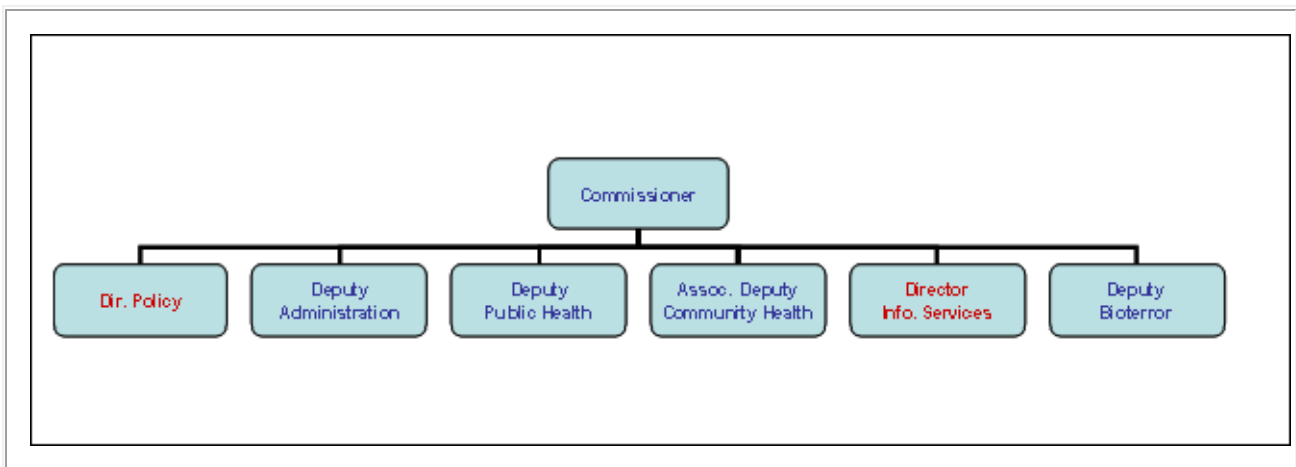 Commissioner
Dir. Policy
Deputy
Administration
Deputy
Public Health
Assoc. Deputy
Community Health
Director
Info. Services
Deputy
Bioterror